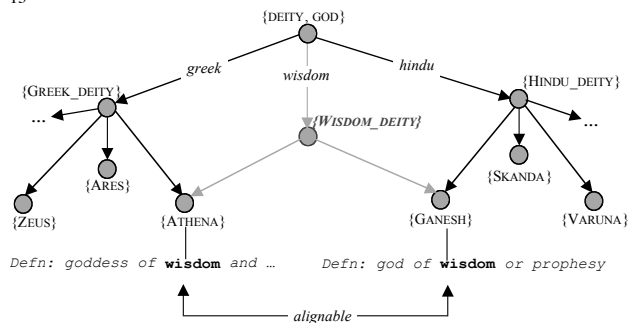 {DEITY, GOD}
greek
wisdom
hindu
{GREEK_DEITY}
{HINDU_DEITY}
...
{WISDOM_DEITY}
...
{ARES}
{SKANDA}
{ZEUS}
{ATHENA}
{GANESH}
{VARUNA}
Defn: goddess of wisdom and …
Defn: god of wisdom or prophesy
alignable